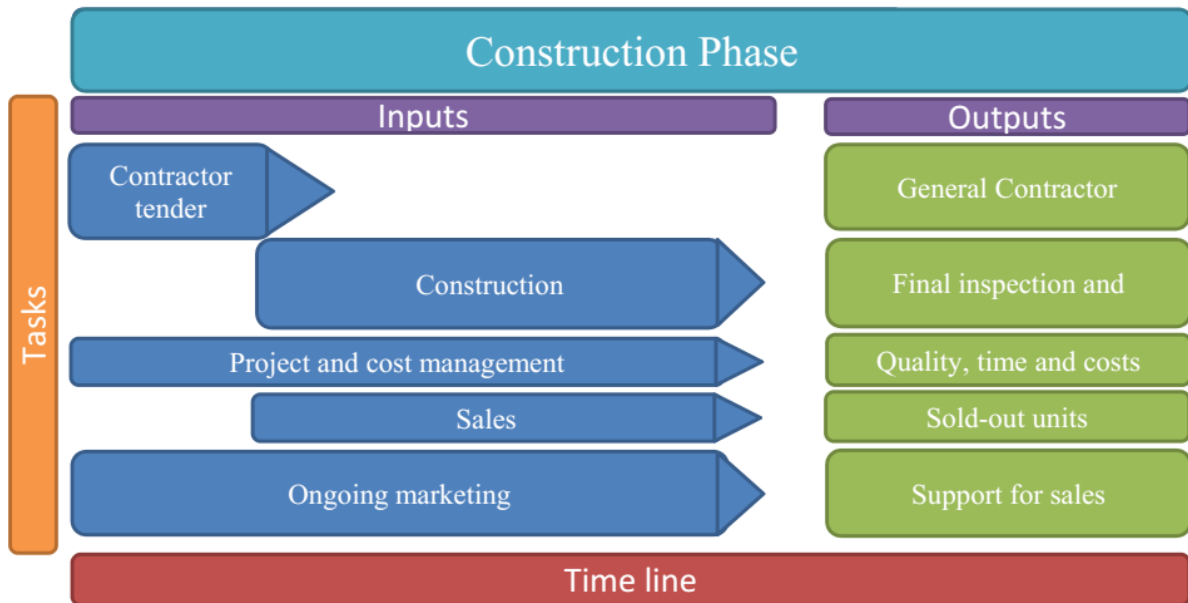 Construction Phase
Inputs
Outputs
Tasks
Contractor
tender
General Contractor
Construction
Final inspection and
Project and cost management
Quality, time and costs
Sales
Sold-out units
Ongoing marketing
Support for sales
Time line